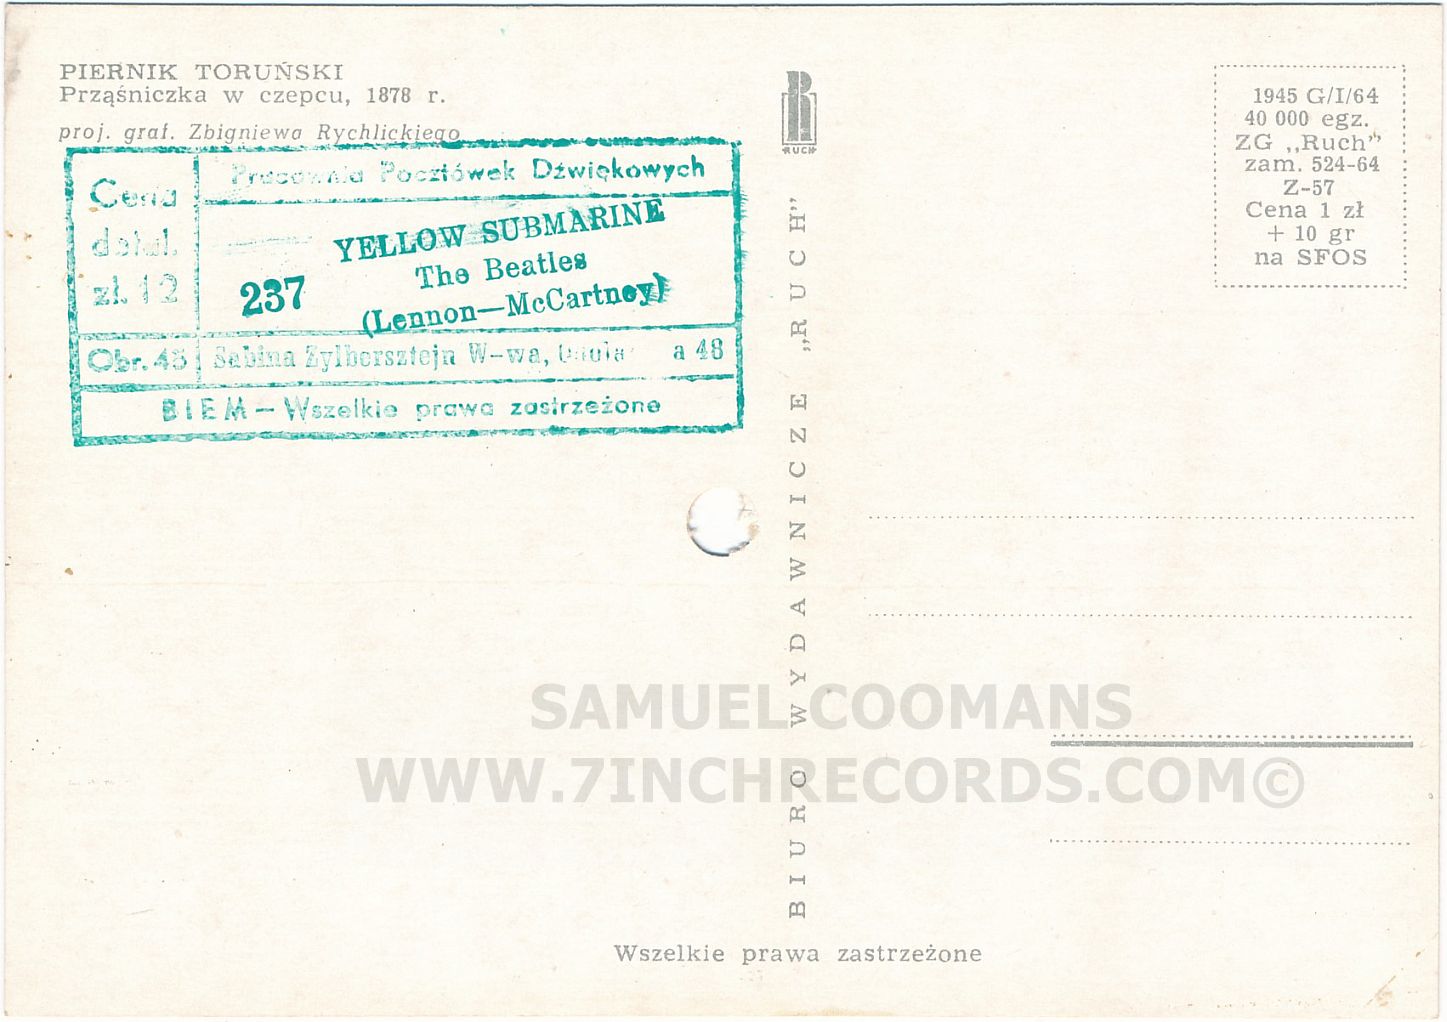 PIERNIK TORUŃSKI
Prząśniczka w czepcu, 1878 r.
proj. graf. Zbigniewa Rychlickiego
Pracownia Pocztówek Dźwiękowych
Cena
detal.
zł. 12
YELLOW SUBMARINE
The Beatles
237
(Lennon—McCartney)
Obr. 45
Sabina Zylbersztejn W-wa, a 48
BIEM – Wszelkie prawa zastrzeżone
RUCH
BIURO WYDAWNICZE „RUCH”
1945 G/I/64
40 000 egz.
ZG „Ruch”
zam. 524-64
Z-57
Cena 1 zł
+ 10 gr
na SFOS
SAMUEL COOMANS
WWW.7INCHRECORDS.COM©
Wszelkie prawa zastrzeżone